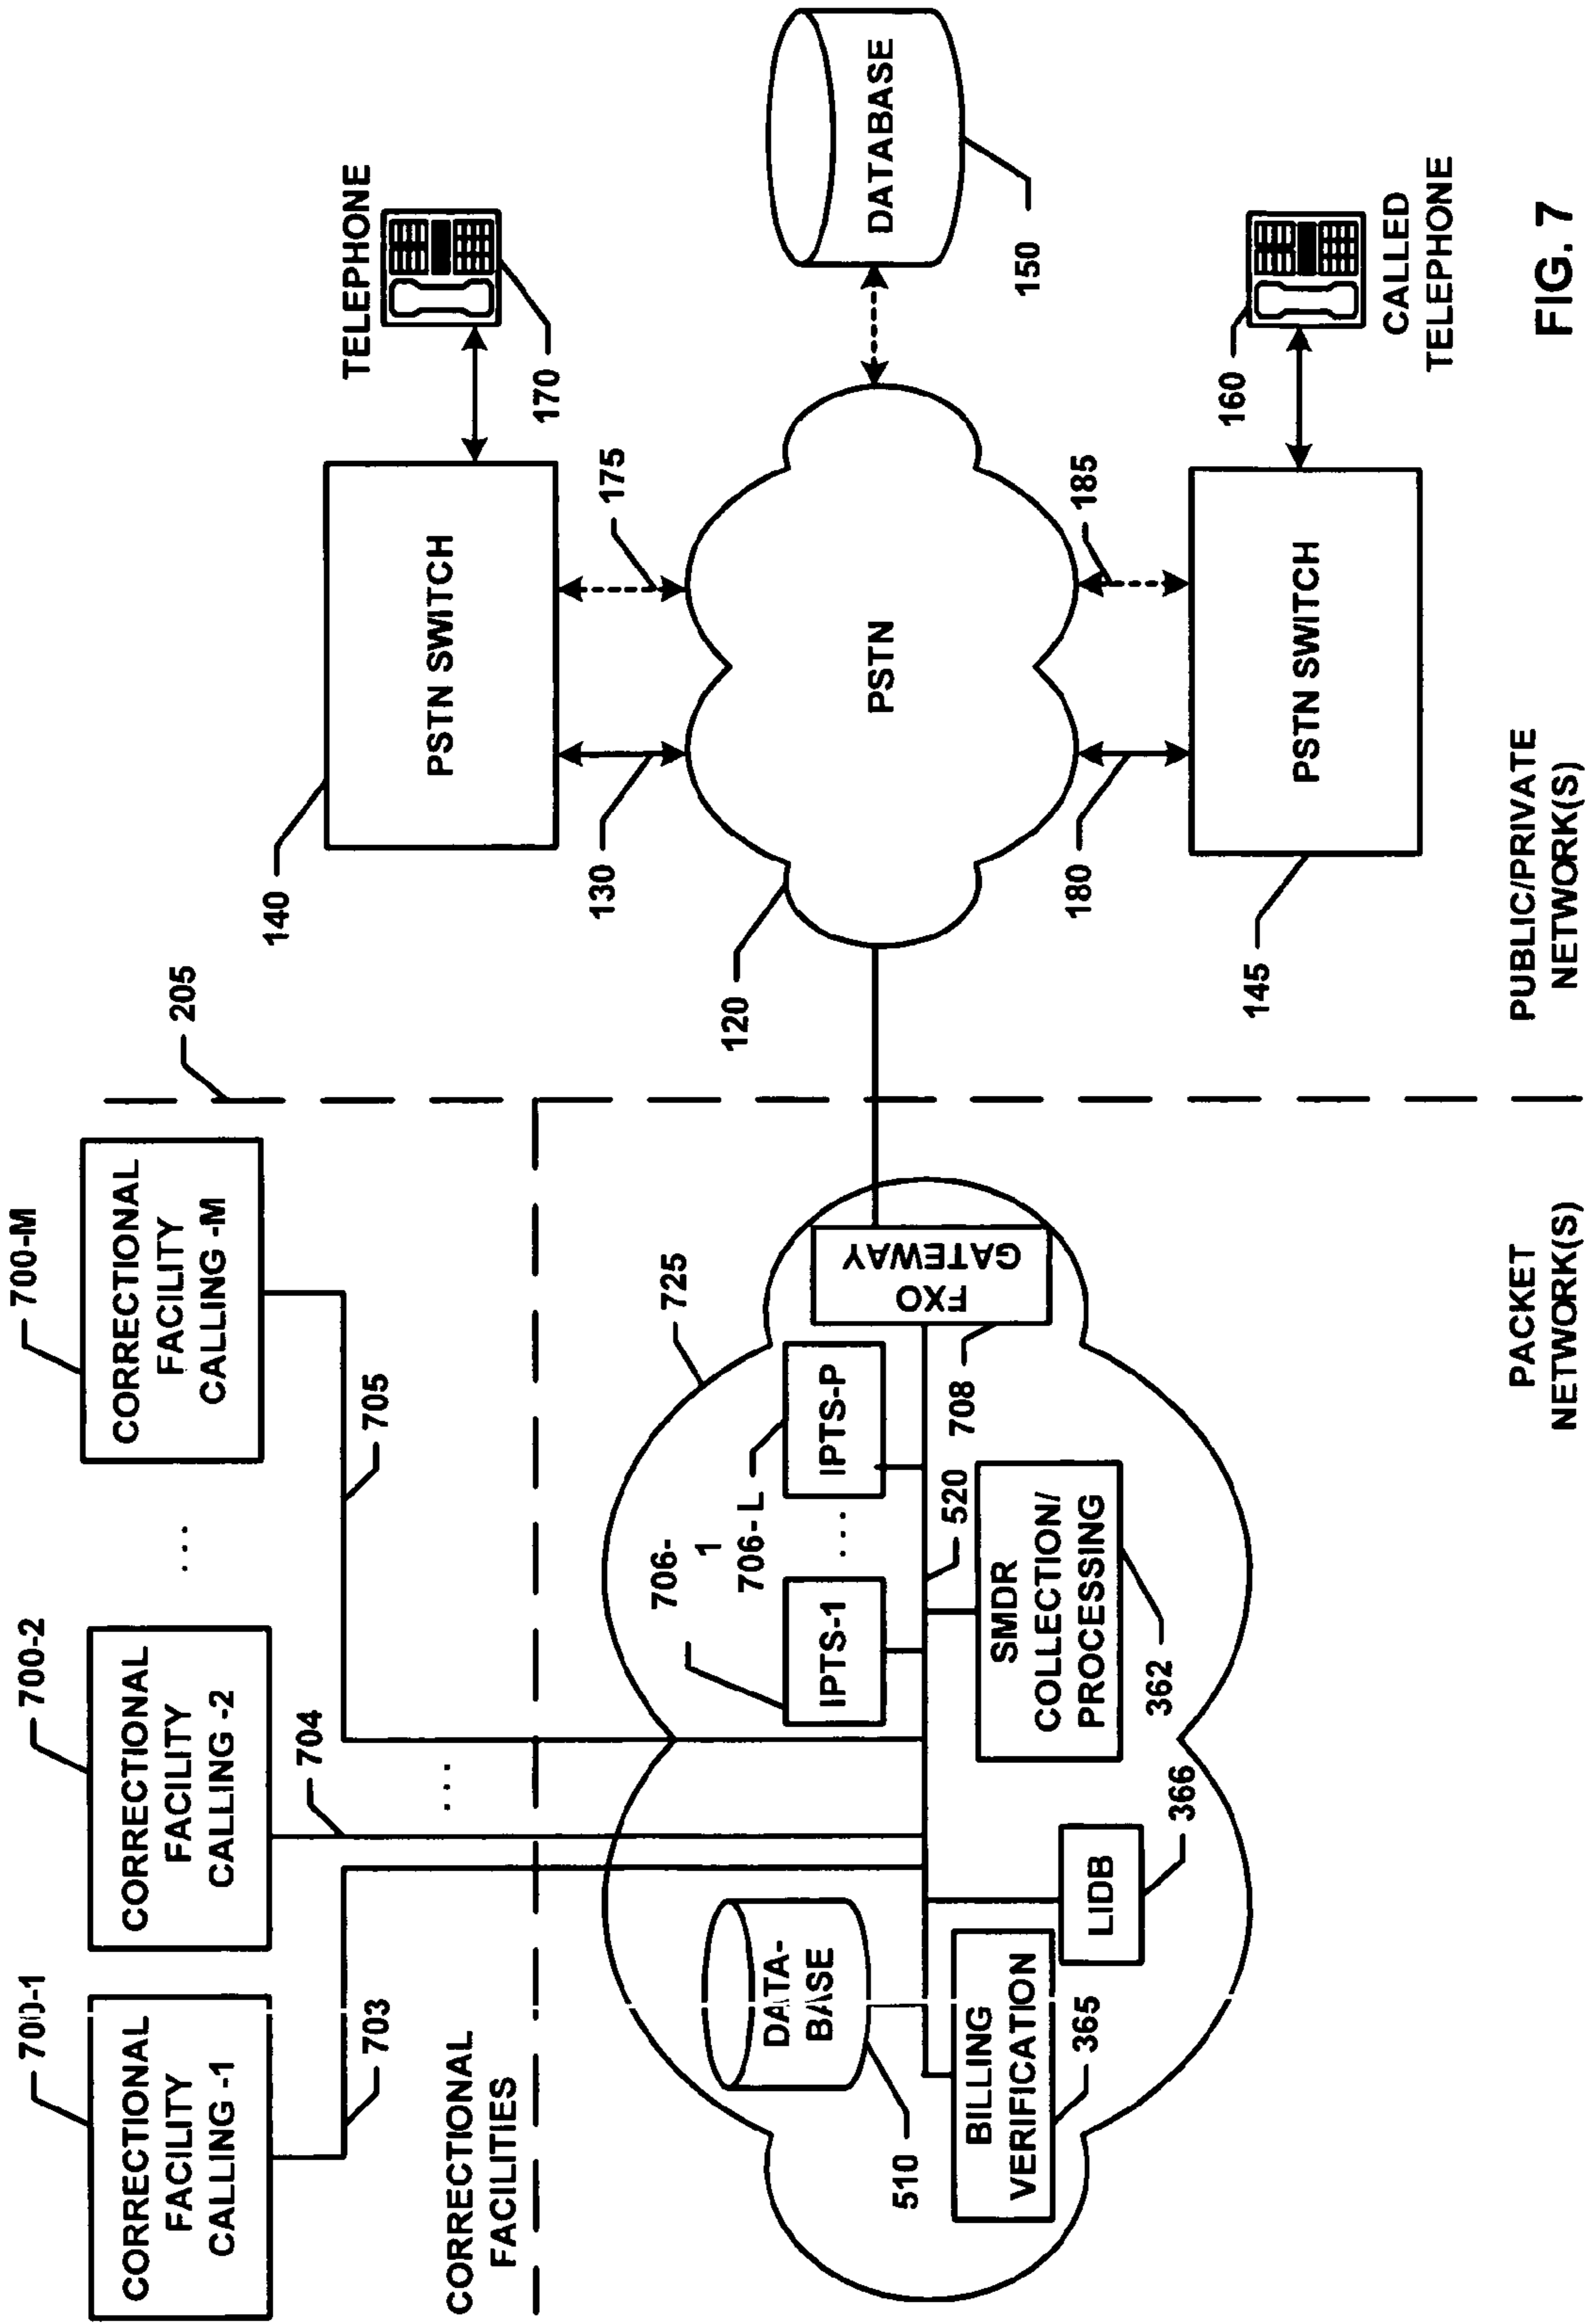 700-1
CORRECTIONAL
FACILITY
CALLING -1
703
700-2
CORRECTIONAL
FACILITY
CALLING -2
704
...
...
700-M
CORRECTIONAL
FACILITY
CALLING -M
705
205
CORRECTIONAL
FACILITIES
510
DATA-
BASE
BILLING
VERIFICATION
365
LIDB
366
706-
1
IPTS-1
706-L
...
IPTS-P
725
SMDR
COLLECTION/
PROCESSING
362
520
708
FXO
GATEWAY
PACKET
NETWORK(S)
140
PSTN SWITCH
TELEPHONE
170
130
175
120
PSTN
DATABASE
150
180
185
145
PSTN SWITCH
160
CALLED
TELEPHONE
PUBLIC/PRIVATE
NETWORK(S)
FIG. 7